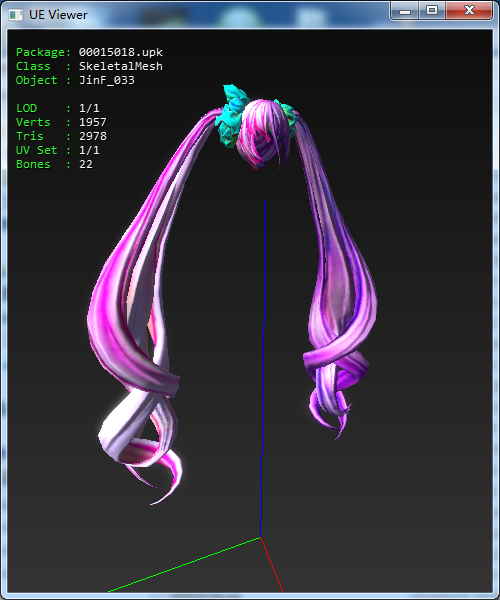 UE Viewer
Package: 00015018.upk
Class : SkeletalMesh
Object : JinF_033
LOD : 1/1
Verts : 1957
Tris : 2978
UV Set : 1/1
Bones : 22